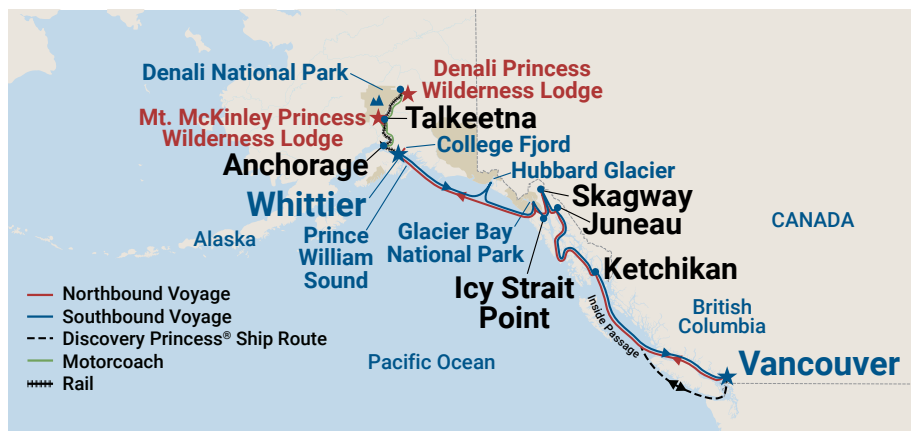 Denali National Park
Denali Princess
Wilderness Lodge
Mt. McKinley Princess
Wilderness Lodge
Talkeetna
Anchorage
College Fjord
Whittier
Hubbard Glacier
Skagway
Juneau
Alaska
Prince
William
Sound
Glacier Bay
National Park
CANADA
Icy Strait
Point
Ketchikan
Northbound Voyage
Southbound Voyage
Discovery Princess® Ship Route
Motorcoach
Rail
Inside Passage
British
Columbia
Pacific Ocean
Vancouver